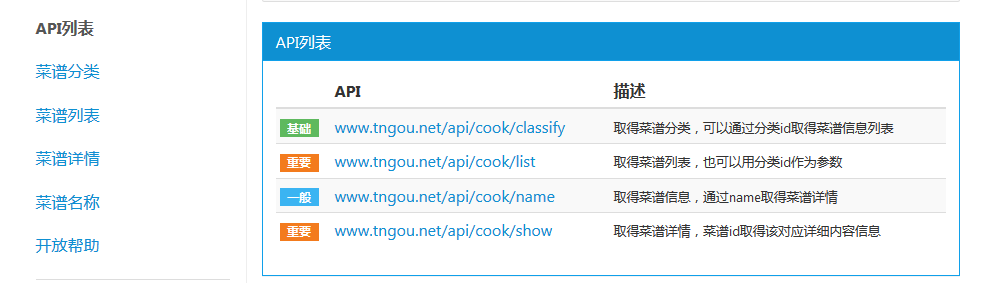 API列表
菜谱分类
菜谱列表
菜谱详情
菜谱名称
开放帮助
API列表
API 描述
基础 www.tngou.net/api/cook/classify 取得菜谱分类，可以通过分类id取得菜谱信息列表
重要 www.tngou.net/api/cook/list 取得菜谱列表，也可以用分类id作为参数
一般 www.tngou.net/api/cook/name 取得菜谱信息，通过name取得菜谱详情
重要 www.tngou.net/api/cook/show 取得菜谱详情，菜谱id取得该对应详细内容信息